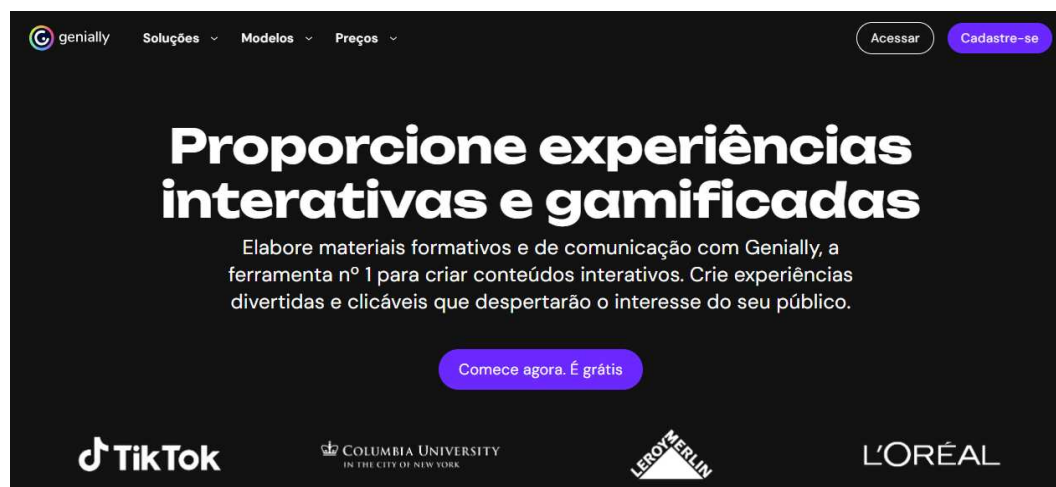 genially Soluções Modelos Preços Acessar Cadastre-se
Proporcione experiências
interativas e gamificadas
Elabore materiais formativos e de comunicação com Genially, a
ferramenta nº 1 para criar conteúdos interativos. Crie experiências
divertidas e clicáveis que despertarão o interesse do seu público.
Comece agora. É grátis
TikTok COLUMBIA UNIVERSITY LEROY MERLIN L'ORÉAL
IN THE CITY OF NEW YORK